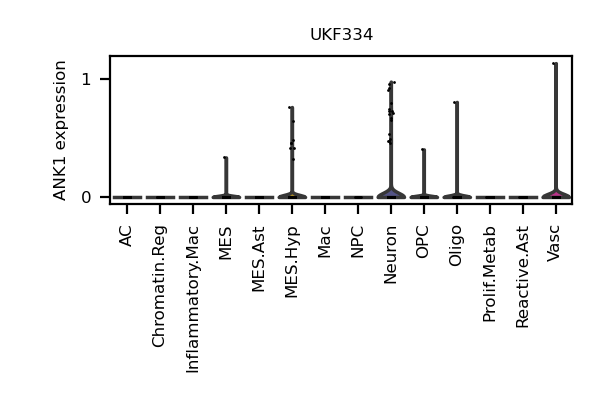 UKF334
ANK1 expression
1
0
AC
Chromatin.Reg
Inflammatory.Mac
MES
MES.Ast
MES.Hyp
Mac
NPC
Neuron
OPC
Oligo
Prolif.Metab
Reactive.Ast
Vasc